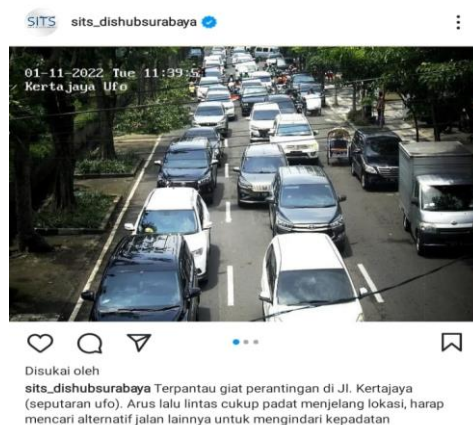 SITS
sits_dishubsurabaya
01-11-2022 Tue 11:39:5
Kertajaya Ufo
Disukai oleh
sits_dishubsurabaya Terpantau giat perantingan di Jl. Kertajaya
(seputaran ufo). Arus lalu lintas cukup padat menjelang lokasi, harap
mencari alternatif jalan lainnya untuk mengindari kepadatan